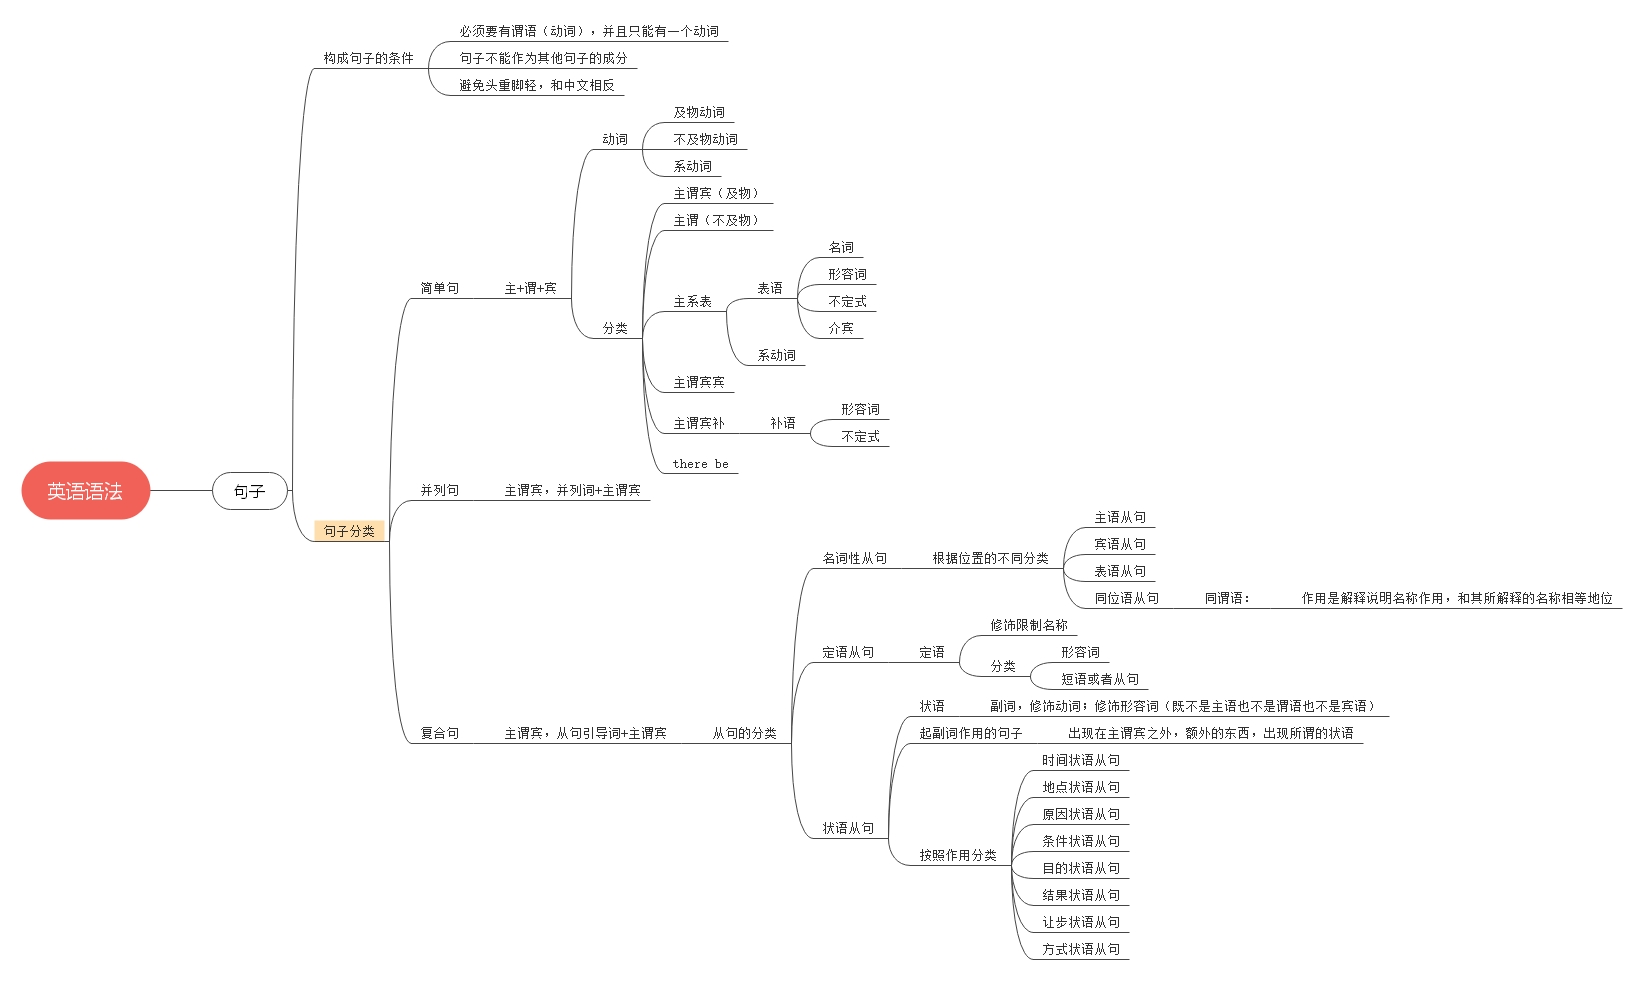 英语语法
句子
构成句子的条件
必须要有谓语（动词），并且只能有一个动词
句子不能作为其他句子的成分
避免头重脚轻，和中文相反
句子分类
简单句
主+谓+宾
动词
及物动词
不及物动词
系动词
分类
主谓宾（及物）
主谓（不及物）
主系表
表语
名词
形容词
不定式
介宾
系动词
主谓宾宾
主谓宾补
补语
形容词
不定式
there be
并列句
主谓宾，并列词+主谓宾
复合句
主谓宾，从句引导词+主谓宾
从句的分类
名词性从句
根据位置的不同分类
主语从句
宾语从句
表语从句
同位语从句
同谓语：
作用是解释说明名称作用，和其所解释的名称相等地位
定语从句
定语
修饰限制名称
分类
形容词
短语或者从句
状语从句
状语
副词，修饰动词；修饰形容词（既不是主语也不是谓语也不是宾语）
起副词作用的句子
出现在主谓宾之外，额外的东西，出现所谓的状语
按照作用分类
时间状语从句
地点状语从句
原因状语从句
条件状语从句
目的状语从句
结果状语从句
让步状语从句
方式状语从句